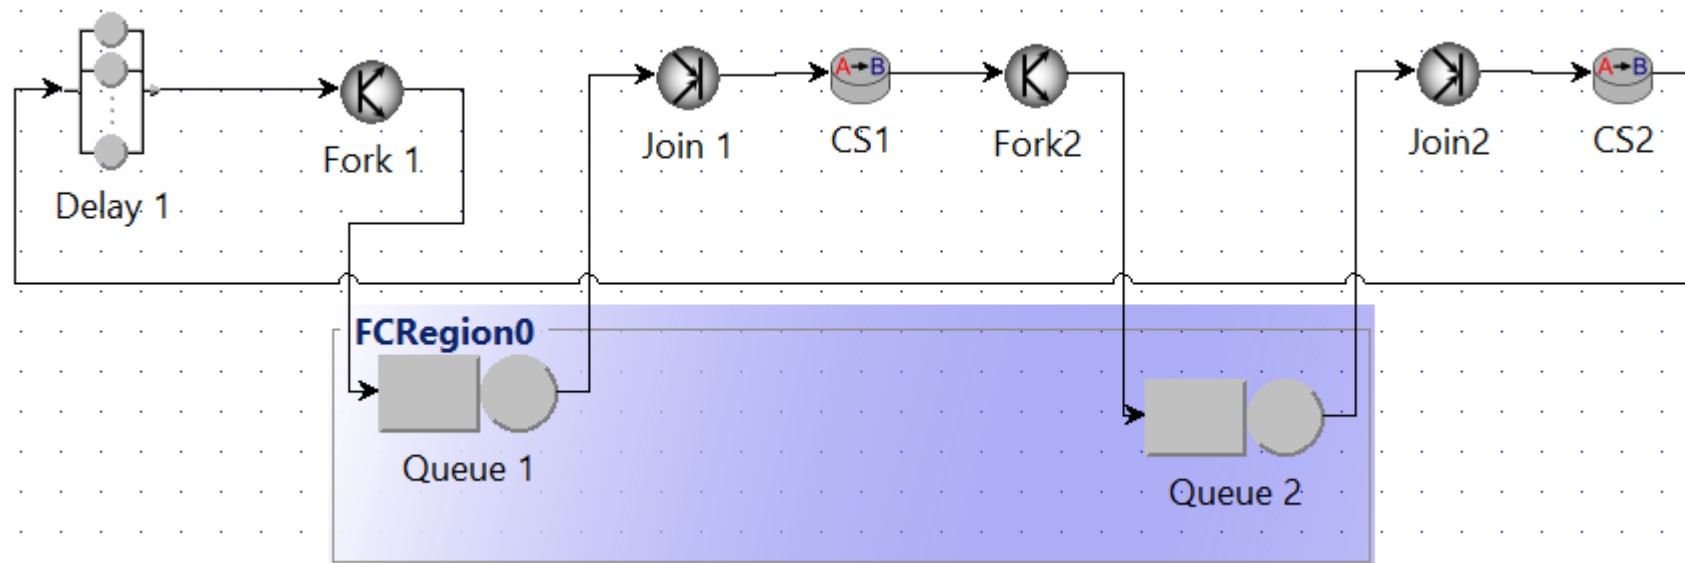 Delay 1
Fork 1
Join 1
A→B
CS1
Fork2
Join2
A→B
CS2
FCRegion0
Queue 1
Queue 2